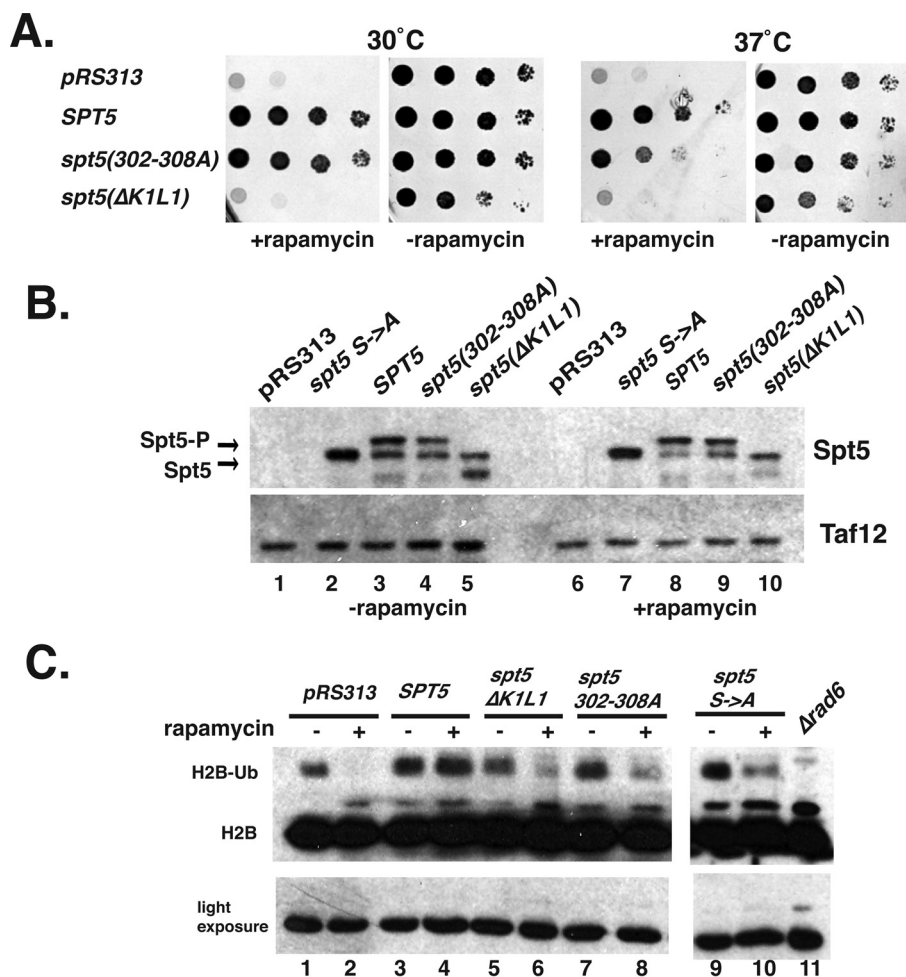 A.
30°C
37°C
pRS313
SPT5
spt5(302-308A)
spt5(ΔK1L1)
+rapamycin
-rapamycin
+rapamycin
-rapamycin
B.
pRS313
spt5 S->A
SPT5
spt5(302-308A)
spt5(ΔK1L1)
pRS313
spt5 S->A
SPT5
spt5(302-308A)
spt5(ΔK1L1)
Spt5-P
Spt5
Spt5
Taf12
1 2 3 4 5 6 7 8 9 10
-rapamycin +rapamycin
C.
pRS313
SPT5
spt5
ΔK1L1
spt5
302-308A
spt5
S->A
Δrad6
rapamycin - + - + - + - + - +
H2B-Ub
H2B
light
exposure
1 2 3 4 5 6 7 8 9 10 11